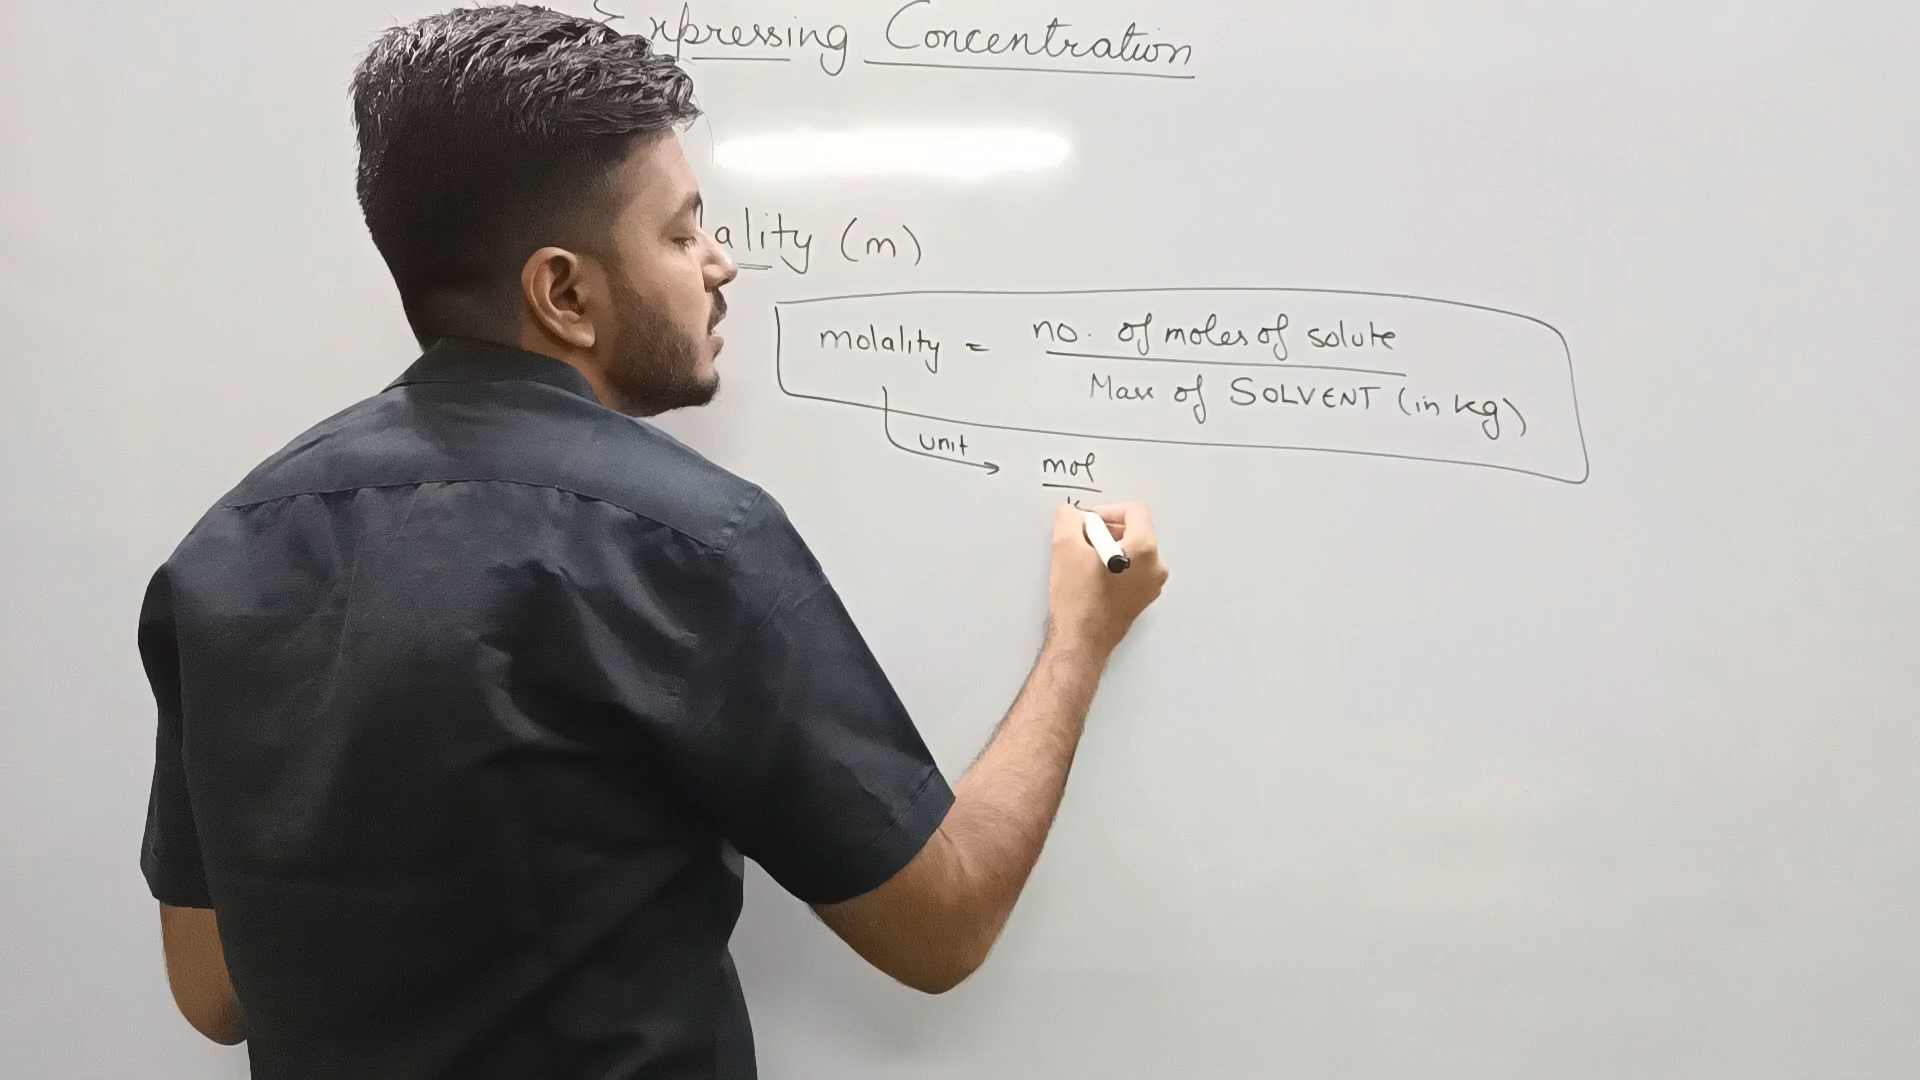 Expressing Concentration
ality (m)
molality = no. of moles of solute
Mass of SOLVENT (in kg)
unit
mol
k